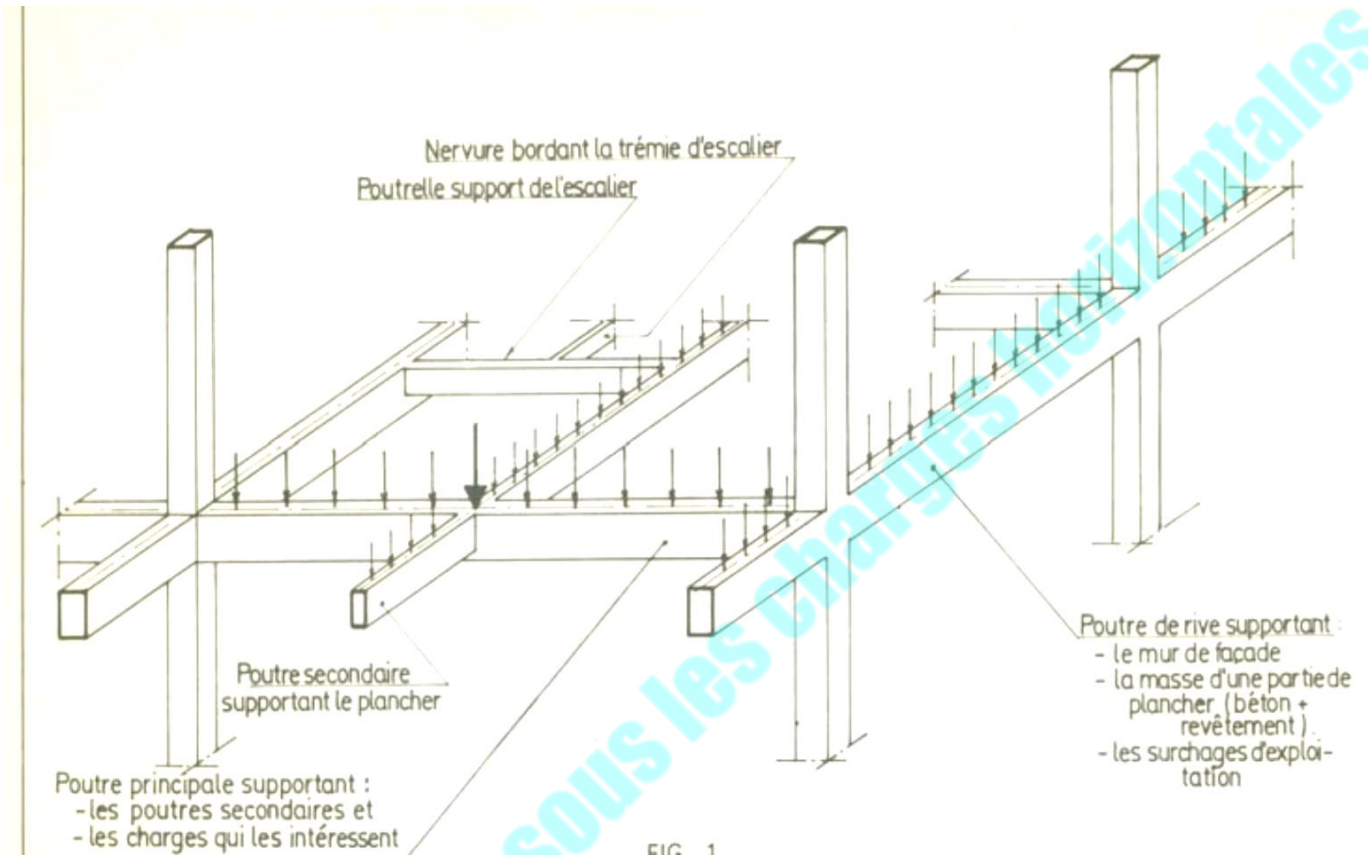 Nervure bordant la trémie d'escalier
Poutrelle support de l'escalier
Poutre secondaire
supportant le plancher
Poutre de rive supportant :
- le mur de façade
- la masse d'une partie de
plancher (béton +
revêtement).
- les surchages d'exploi-
tation
Poutre principale supportant :
- les poutres secondaires et
- les charges qui les intéressent
FIG. 1
sous les charges horizontales